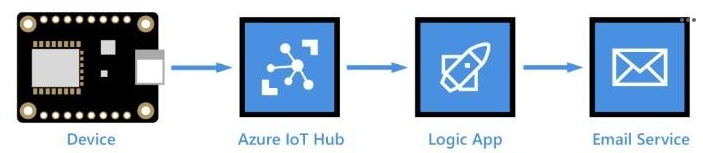 Device
Azure IoT Hub
Logic App
Email Service